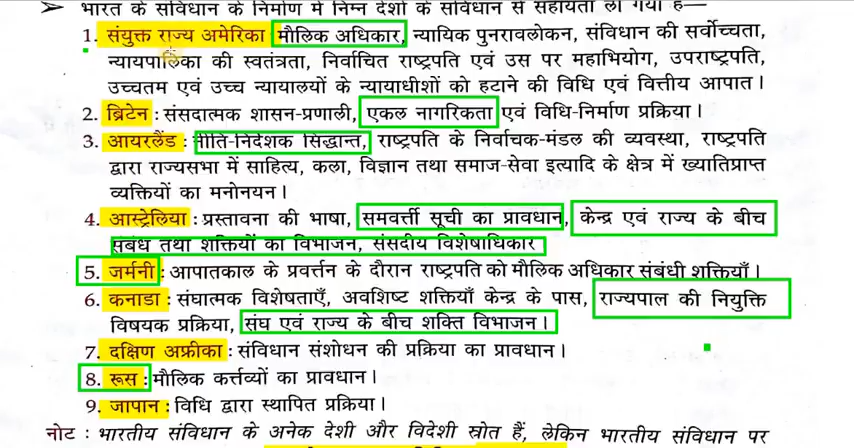 ➤ भारत के संविधान के निर्माण में निम्न देशों के संविधान से सहायता ली गयी है—
1. संयुक्त राज्य अमेरिका : मौलिक अधिकार, न्यायिक पुनरावलोकन, संविधान की सर्वोच्चता,
न्यायपालिका की स्वतंत्रता, निर्वाचित राष्ट्रपति एवं उस पर महाभियोग, उपराष्ट्रपति,
उच्चतम एवं उच्च न्यायालयों के न्यायाधीशों को हटाने की विधि एवं वित्तीय आपात।
2. ब्रिटेन : संसदात्मक शासन-प्रणाली, एकल नागरिकता एवं विधि-निर्माण प्रक्रिया।
3. आयरलैंड : नीति-निर्देशक सिद्धान्त, राष्ट्रपति के निर्वाचक-मंडल की व्यवस्था, राष्ट्रपति
द्वारा राज्यसभा में साहित्य, कला, विज्ञान तथा समाज-सेवा इत्यादि के क्षेत्र में ख्यातिप्राप्त
व्यक्तियों का मनोनयन।
4. आस्ट्रेलिया : प्रस्तावना की भाषा, समवर्त्ती सूची का प्रावधान, केन्द्र एवं राज्य के बीच
संबंध तथा शक्तियों का विभाजन, संसदीय विशेषाधिकार
5. जर्मनी : आपातकाल के प्रवर्त्तन के दौरान राष्ट्रपति को मौलिक अधिकार संबंधी शक्तियाँ।
6. कनाडा : संघात्मक विशेषताएँ, अवशिष्ट शक्तियाँ केन्द्र के पास, राज्यपाल की नियुक्ति
विषयक प्रक्रिया, संघ एवं राज्य के बीच शक्ति विभाजन।
7. दक्षिण अफ्रीका : संविधान संशोधन की प्रक्रिया का प्रावधान।
8. रूस : मौलिक कर्त्तव्यों का प्रावधान।
9. जापान : विधि द्वारा स्थापित प्रक्रिया।
नोट : भारतीय संविधान के अनेक देशी और विदेशी स्रोत हैं, लेकिन भारतीय संविधान पर